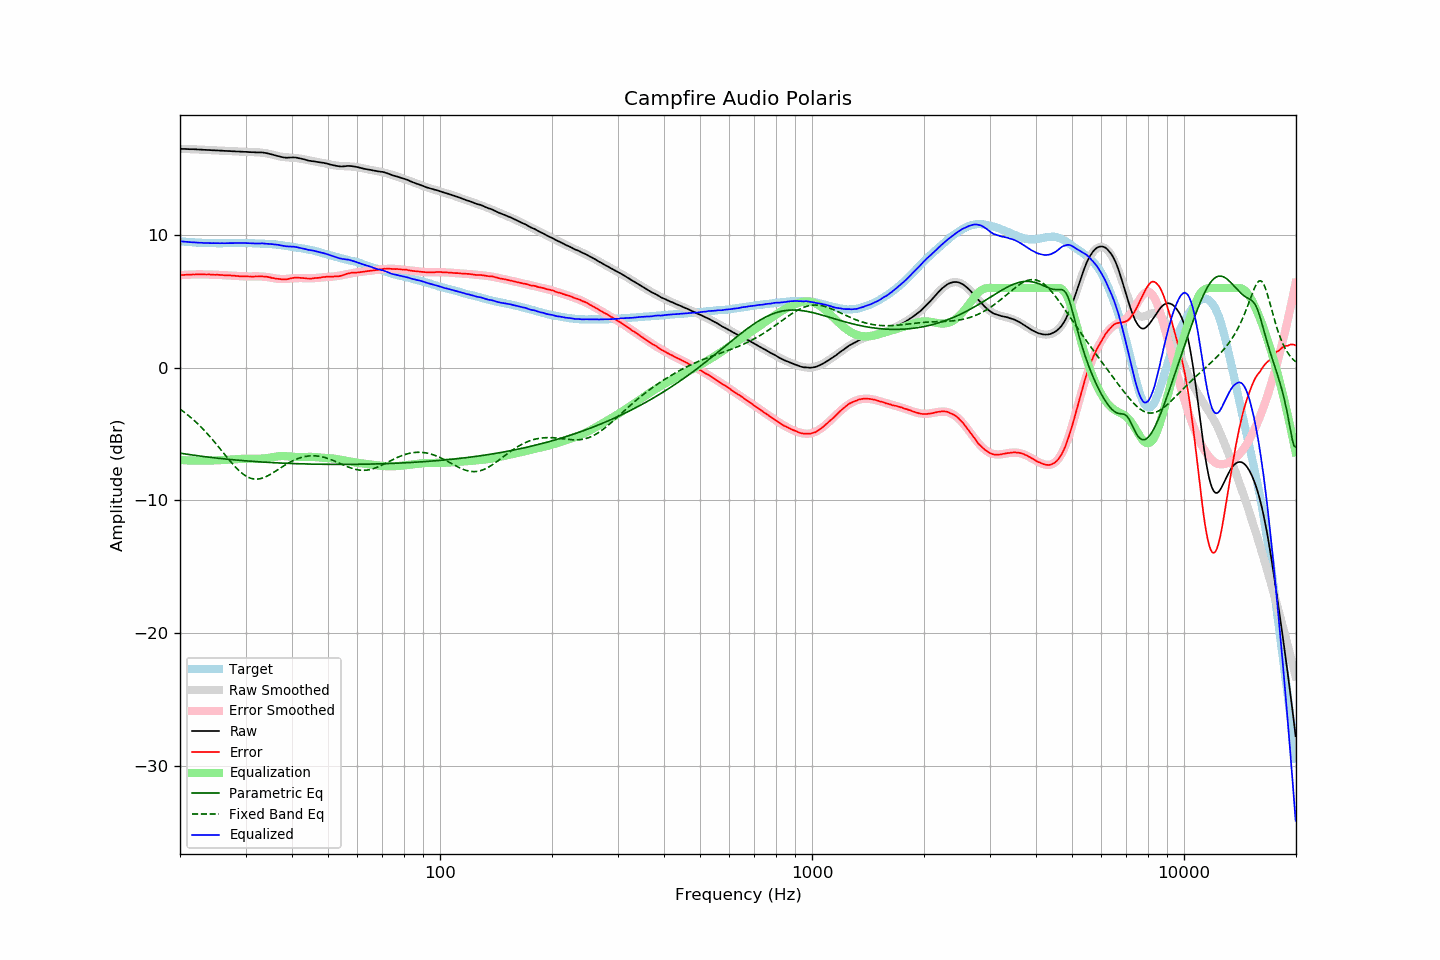 Campfire Audio Polaris
10
0
−10
−20
−30
Amplitude (dBr)
100
1000
10000
Frequency (Hz)
Target
Raw Smoothed
Error Smoothed
Raw
Error
Equalization
Parametric Eq
Fixed Band Eq
Equalized